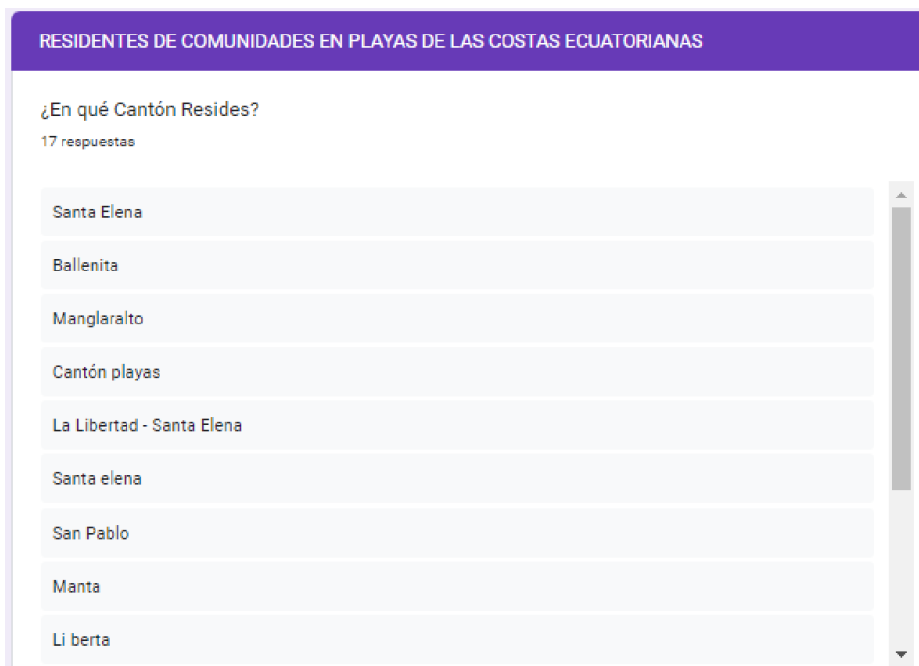 RESIDENTES DE COMUNIDADES EN PLAYAS DE LAS COSTAS ECUATORIANAS
¿En qué Cantón Resides?
17 respuestas
Santa Elena
Ballenita
Manglaralto
Cantón playas
La Libertad - Santa Elena
Santa elena
San Pablo
Manta
Li berta